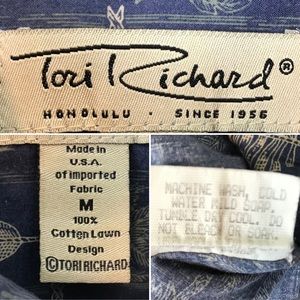 Tori Richard®
HONOLULU · SINCE 1956
Made in
U.S.A.
of imported
Fabric
M
100%
Cotton Lawn
Design
©TORI RICHARD
MACHINE WASH, COLD
WATER MILD SOAP,
TUMBLE DRY COOL. DO
NOT BLEACH OR SOAK.